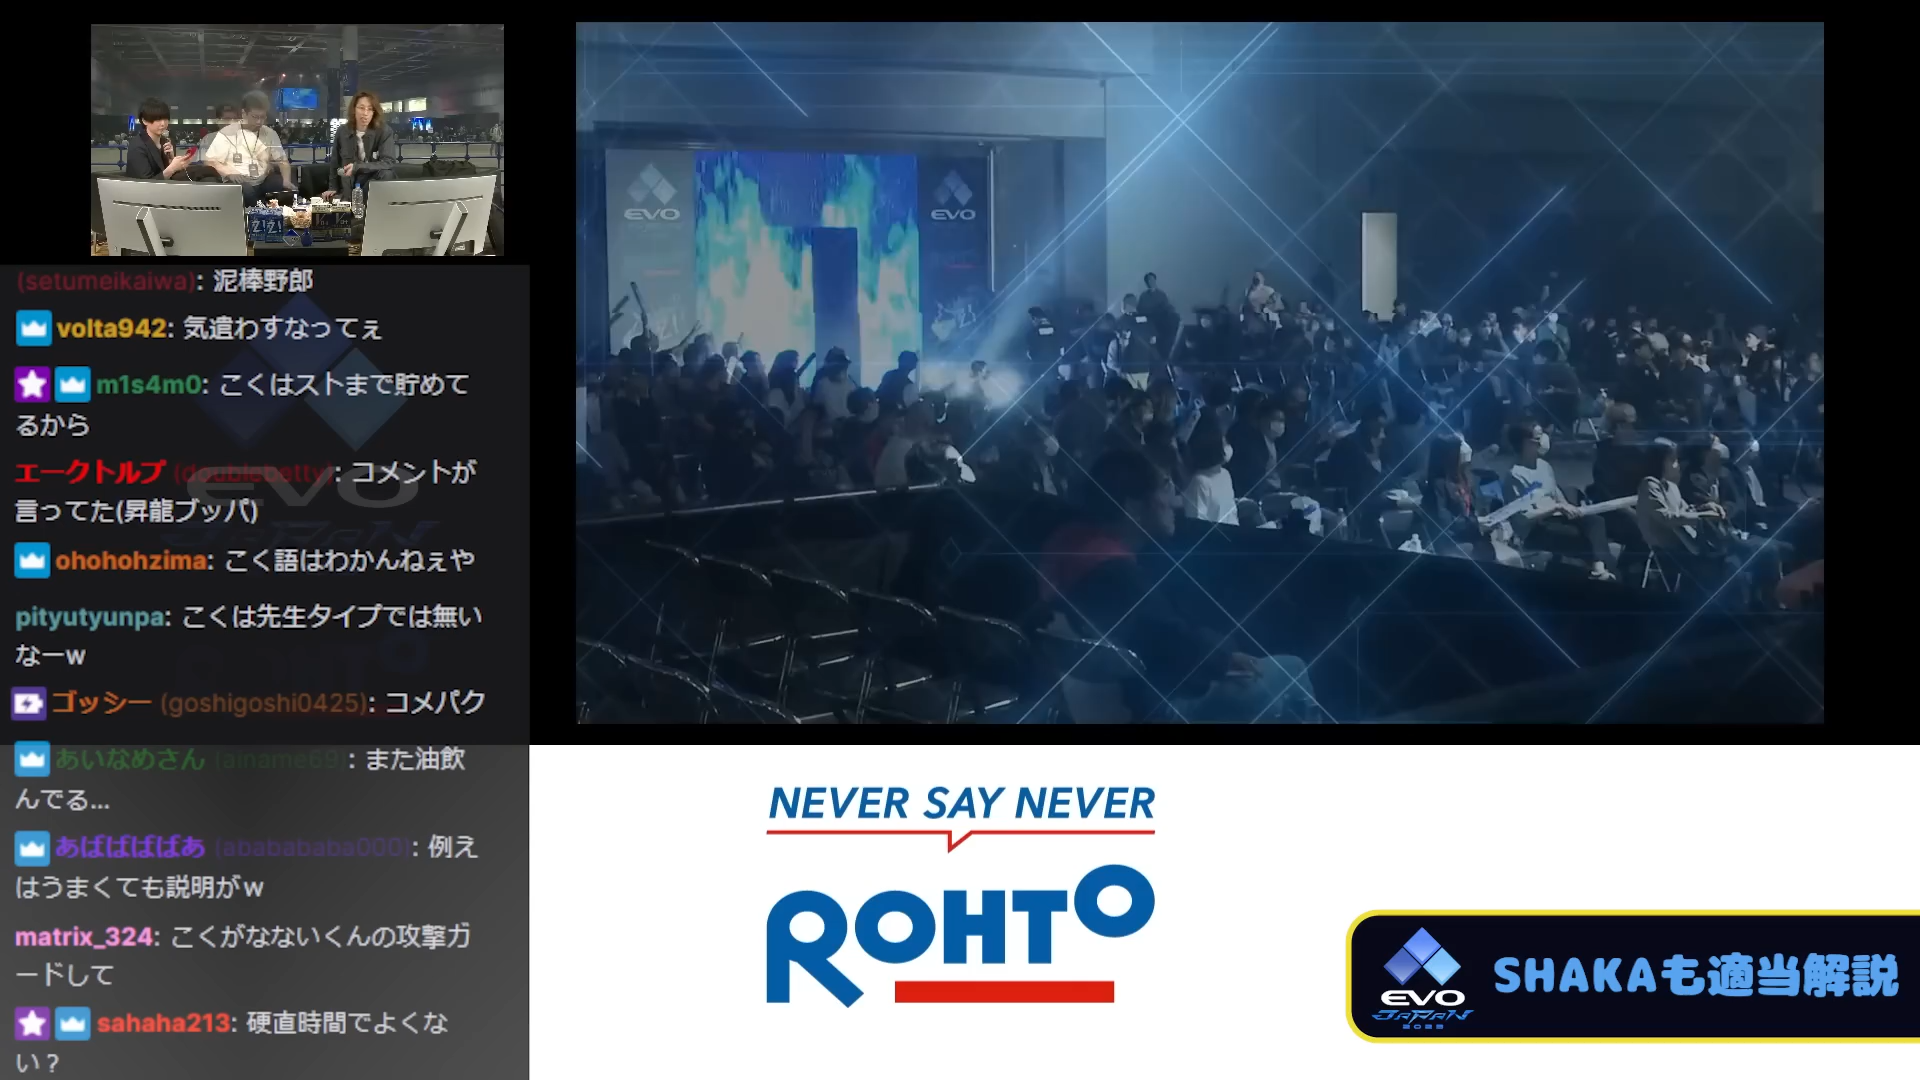 (setumeikaiwa): 泥棒野郎
volta942: 気遣わすなってぇ
m1s4m0: こくはストまで貯めて
るから
エークトルプ (doublebetty): コメントが
言ってた(昇龍ブッパ)
ohohohzima: こく語はわかんねぇや
pityutyunpa: こくは先生タイプでは無い
なーw
ゴッシー (goshigoshi0425): コメパク
あいなめさん (ainame69): また油飲
んでる...
あばばばばあ (abababaaba000): 例え
はうまくても説明がw
matrix_324: こくがなないくんの攻撃ガ
ードして
sahaha213: 硬直時間でよくな
い？
EVO
JAPAN
ROHTO
EVO
EVO
NEVER SAY NEVER
ROHTO
EVO
JAPAN
SHAKAも適当解説